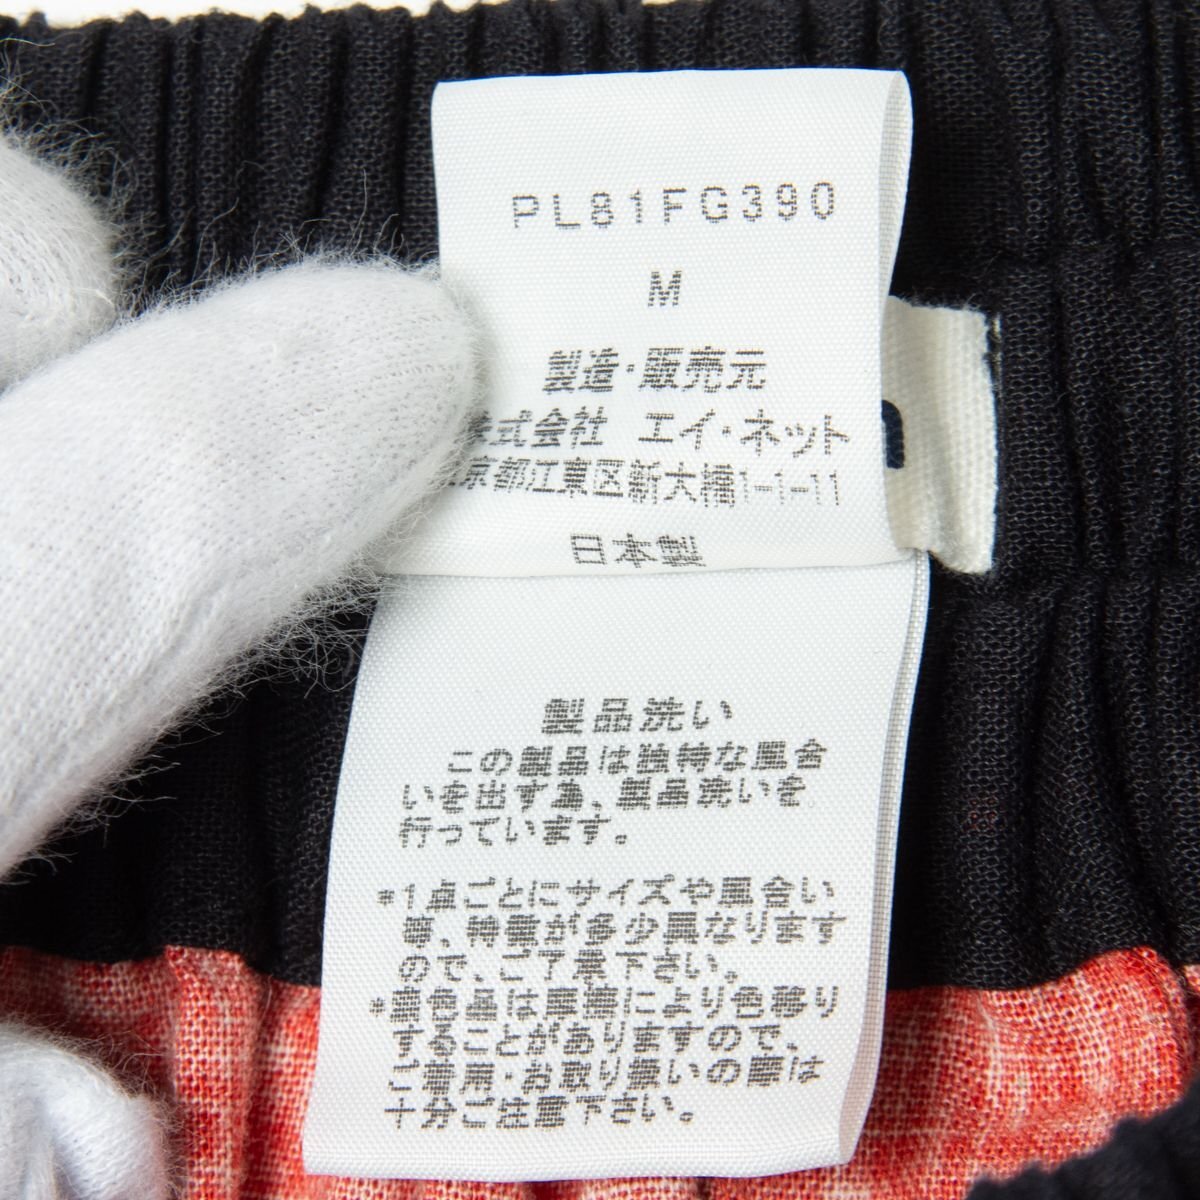 PL81FG390
M
製造・販売元
式会社 エイ・ネット
京都江東区新大橋1-1-11
日本製
製品洗い
この製品は独特な風合
いを出す為、製品洗いを
行っています。
*1点ごとにサイズや風合い
等、特徴が多少異なります
ので、ご了承下さい。
*濃色品は摩擦により色移り
することがありますので、
ご着用・お取り扱いの際は
十分ご注意下さい。